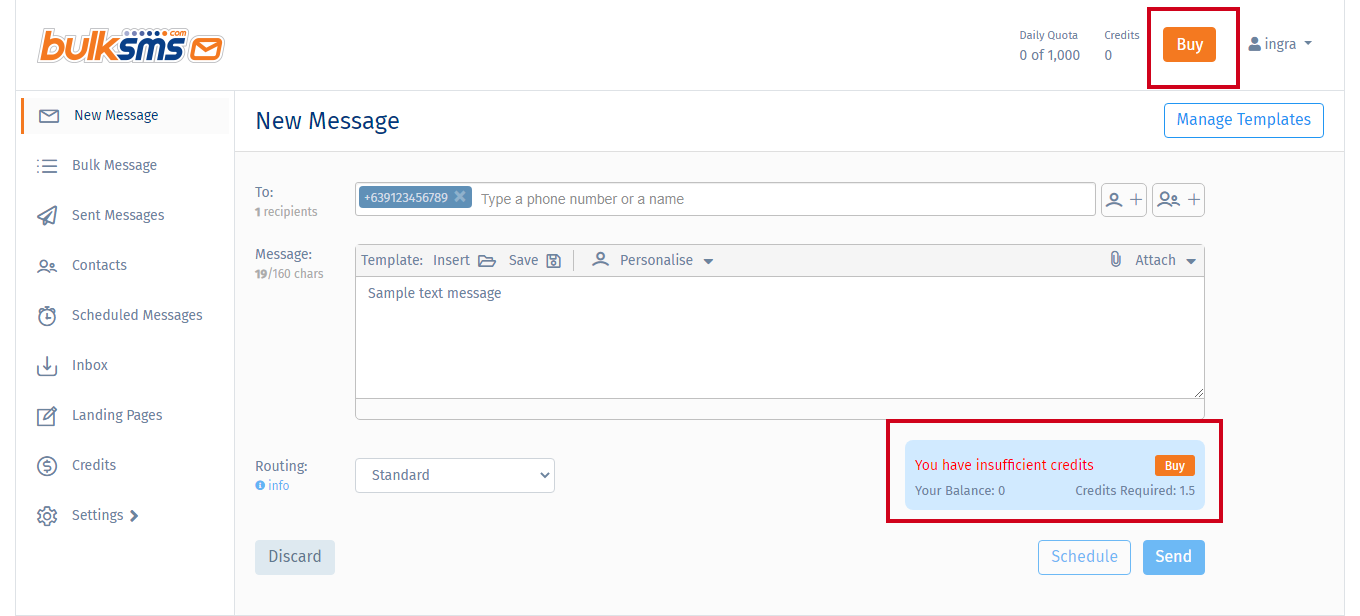 bulksms.com
Daily Quota
0 of 1,000
Credits
0
Buy
ingra
New Message
Bulk Message
Sent Messages
Contacts
Scheduled Messages
Inbox
Landing Pages
Credits
Settings
New Message
Manage Templates
To:
1 recipients
+639123456789
Type a phone number or a name
Message:
19/160 chars
Template: Insert Save Personalise Attach
Sample text message
Routing:
info
Standard
You have insufficient credits Buy
Your Balance: 0 Credits Required: 1.5
Discard
Schedule
Send